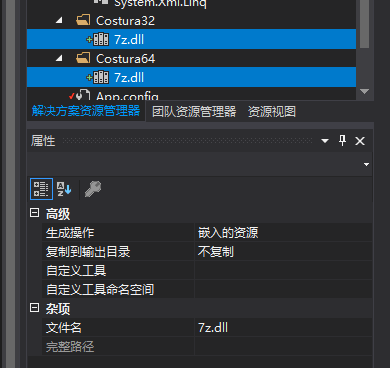 System.Xml.Linq
Costura32
7z.dll
Costura64
7z.dll
App.config
解决方案资源管理器 团队资源管理器 资源视图
属性
高级
生成操作 嵌入的资源
复制到输出目录 不复制
自定义工具
自定义工具命名空间
杂项
文件名 7z.dll
完整路径